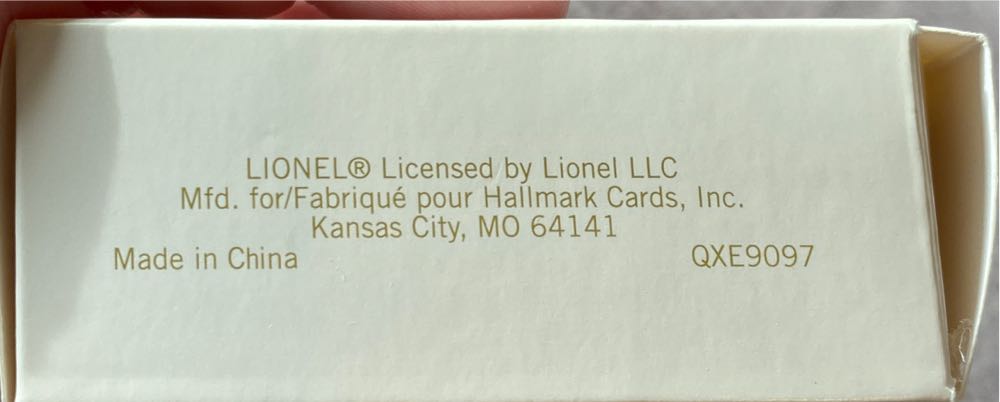 LIONEL® Licensed by Lionel LLC
Mfd. for/Fabriqué pour Hallmark Cards, Inc.
Kansas City, MO 64141
Made in China QXE9097